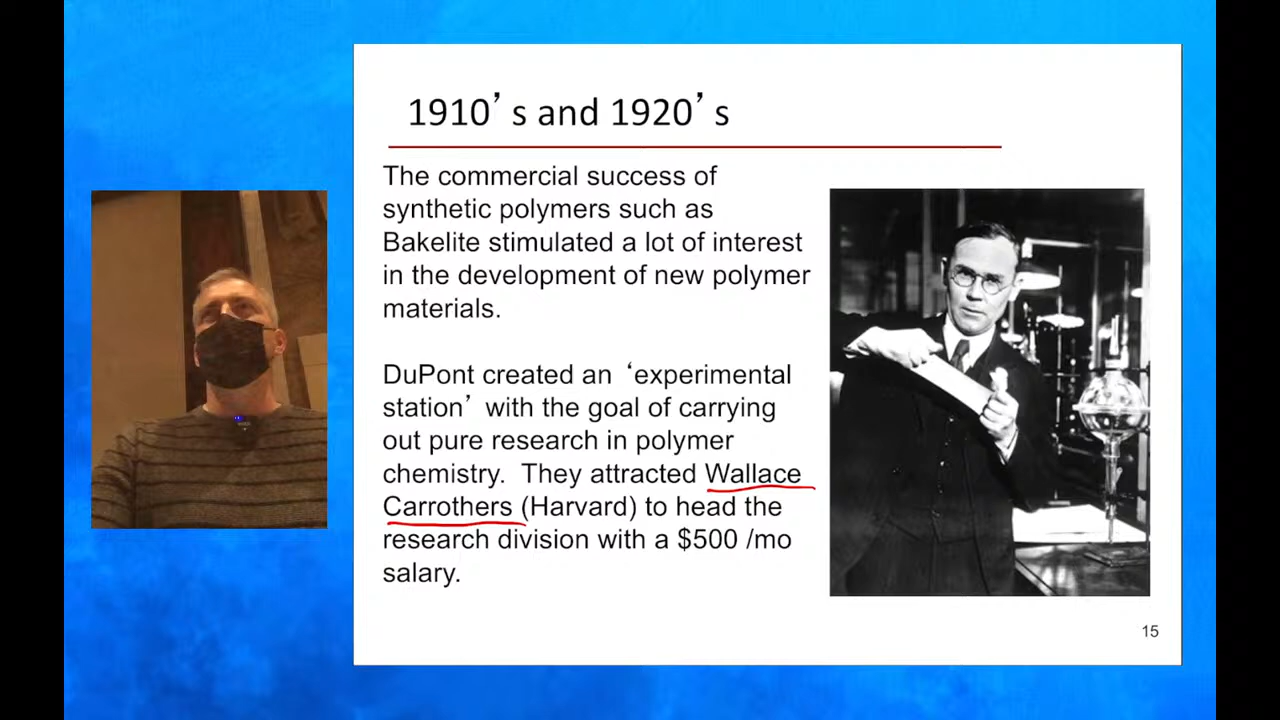 1910’s and 1920’s
The commercial success of
synthetic polymers such as
Bakelite stimulated a lot of interest
in the development of new polymer
materials.
DuPont created an ‘experimental
station’ with the goal of carrying
out pure research in polymer
chemistry. They attracted Wallace
Carrothers (Harvard) to head the
research division with a $500 /mo
salary.
15